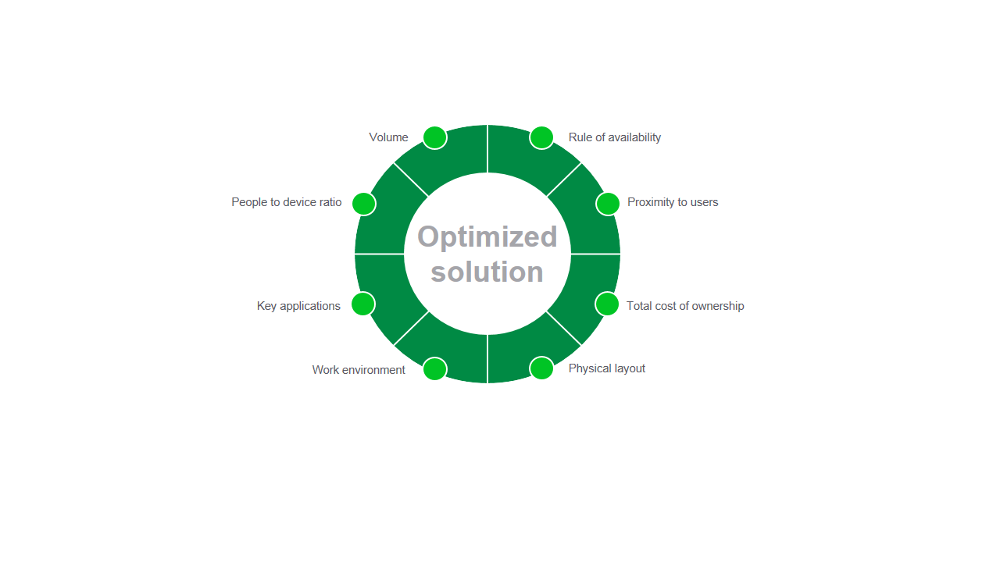 Volume
Rule of availability
People to device ratio
Proximity to users
Optimized
solution
Key applications
Total cost of ownership
Work environment
Physical layout